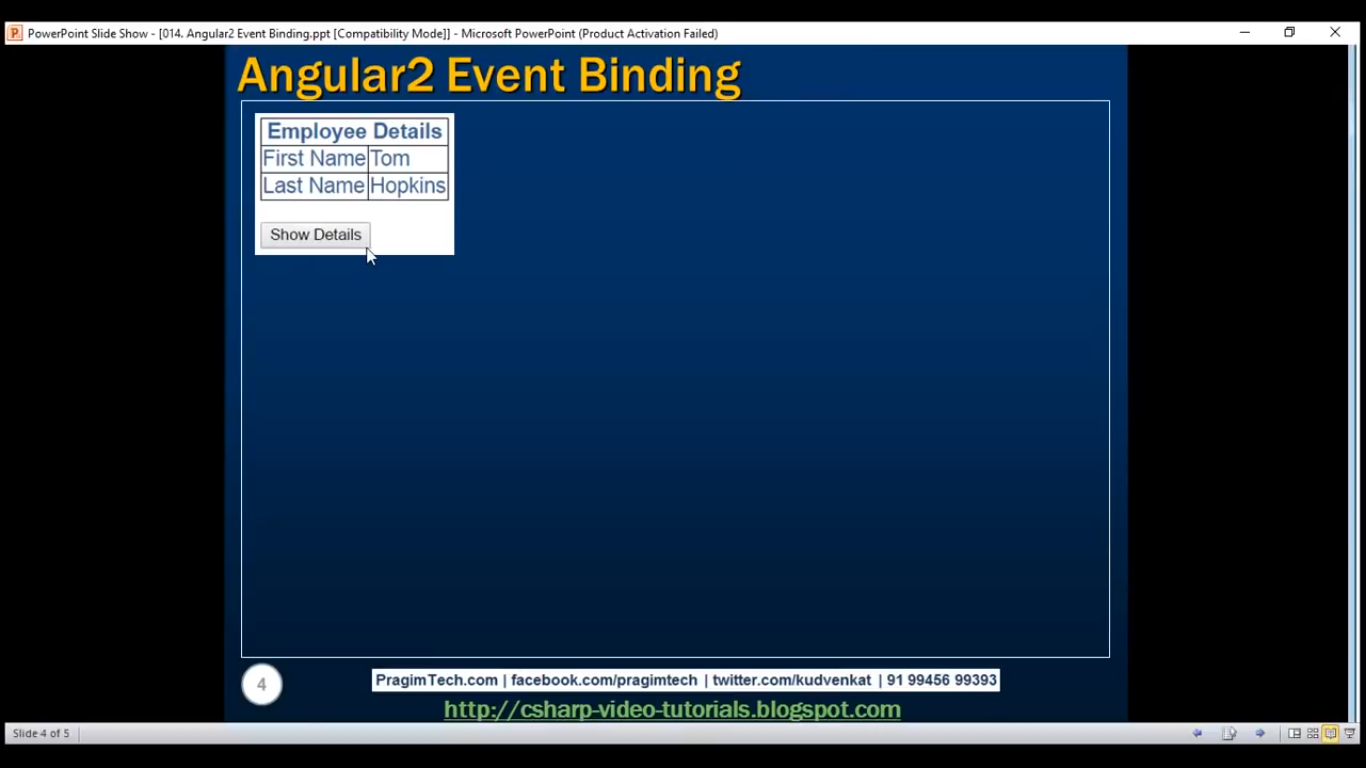 PowerPoint Slide Show - [014. Angular2 Event Binding.ppt [Compatibility Mode]] - Microsoft PowerPoint (Product Activation Failed)
Angular2 Event Binding
Employee Details
First Name Tom
Last Name Hopkins
Show Details
4
PragimTech.com | facebook.com/pragimtech | twitter.com/kudvenkat | 91 99456 99393
http://csharp-video-tutorials.blogspot.com
Slide 4 of 5